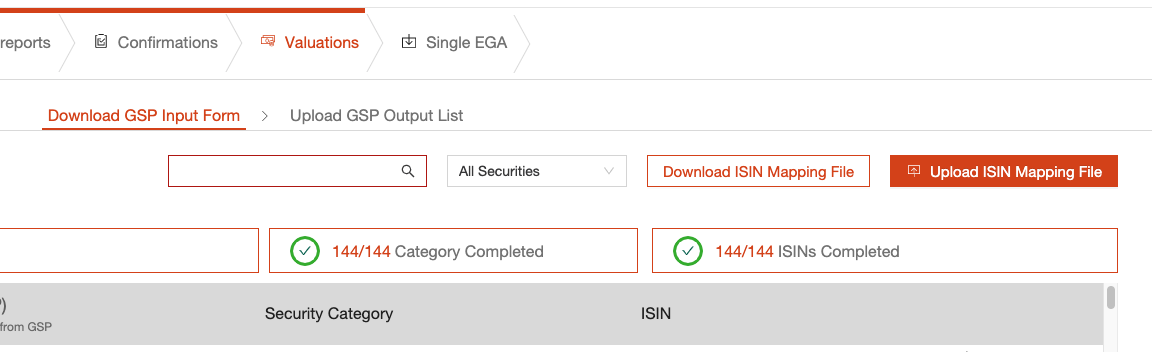 reports
Confirmations
Valuations
Single EGA
Download GSP Input Form
Upload GSP Output List
All Securities
Download ISIN Mapping File
Upload ISIN Mapping File
144/144 Category Completed
144/144 ISINs Completed
)
from GSP
Security Category
ISIN